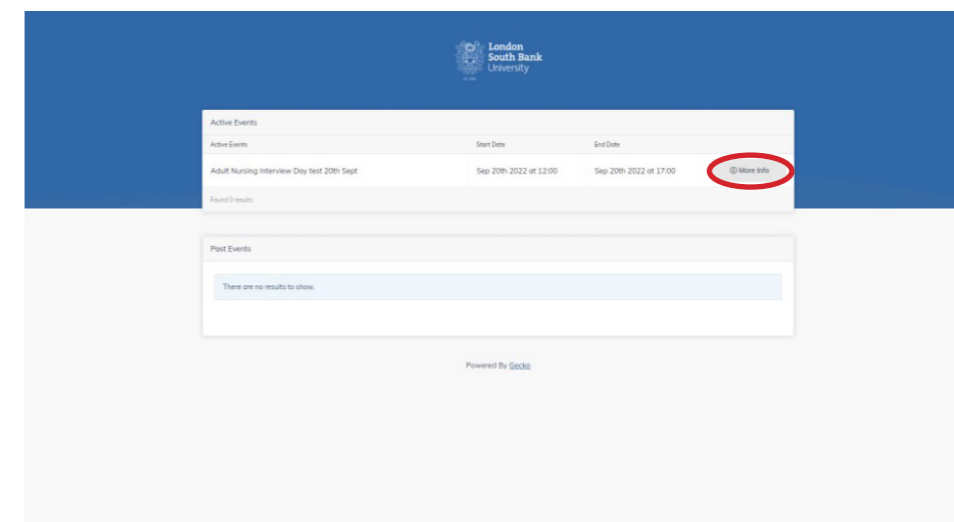 London
South Bank
University
Active Events
Active Events Start Date End Date
Adult Nursing Interview Day test 20th Sept Sep 20th 2022 at 12:00 Sep 20th 2022 at 17:00 More Info
Found 0 results
Past Events
There are no results to show.
Powered By Gecko